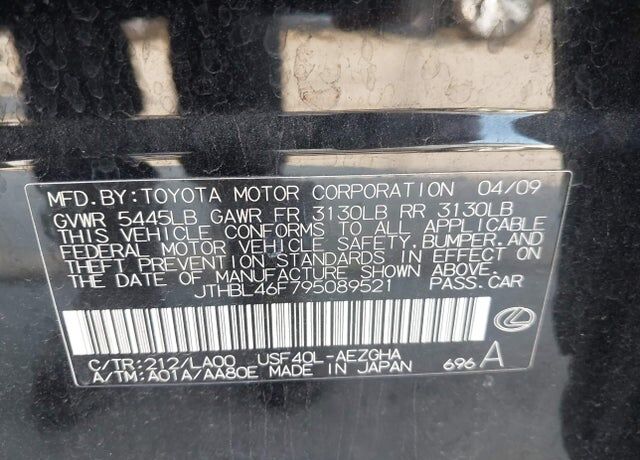 MFD.BY:TOYOTA MOTOR CORPORATION 04/09
GVWR 5445LB GAWR FR 3130LB RR 3130LB
THIS VEHICLE CONFORMS TO ALL APPLICABLE
FEDERAL MOTOR VEHICLE SAFETY,BUMPER,AND
THEFT PREVENTION STANDARDS IN EFFECT ON
THE DATE OF MANUFACTURE SHOWN ABOVE.
JTHBL46F795089521 PASS.CAR
C/TR:212/LA00 USF40L-AEZGHA
A/TM:A01A/AA80E MADE IN JAPAN 696 A